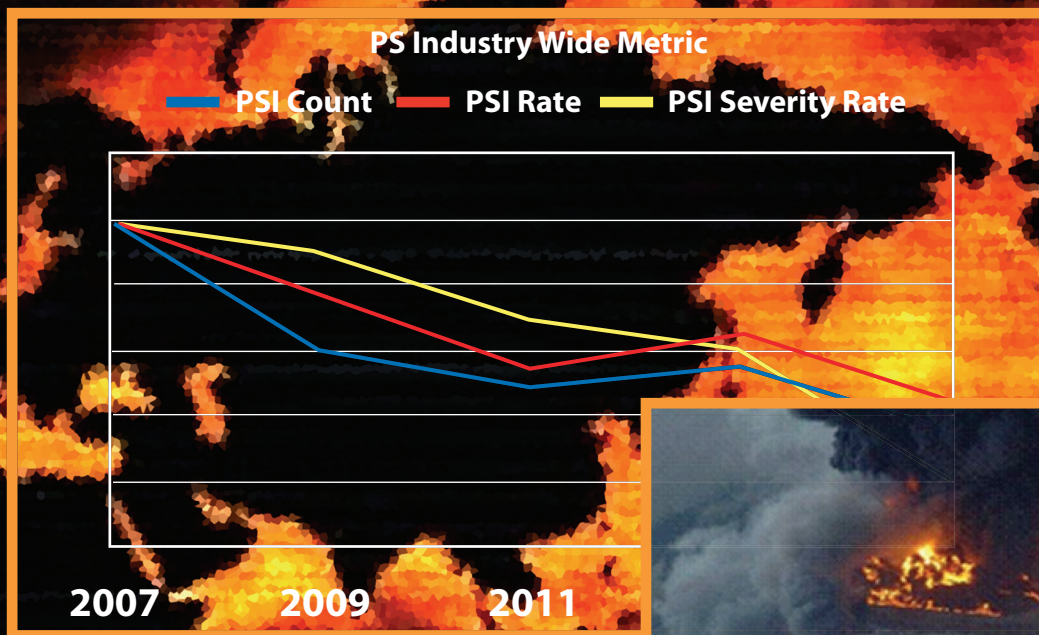 PS Industry Wide Metric
PSI Count PSI Rate PSI Severity Rate
2007 2009 2011